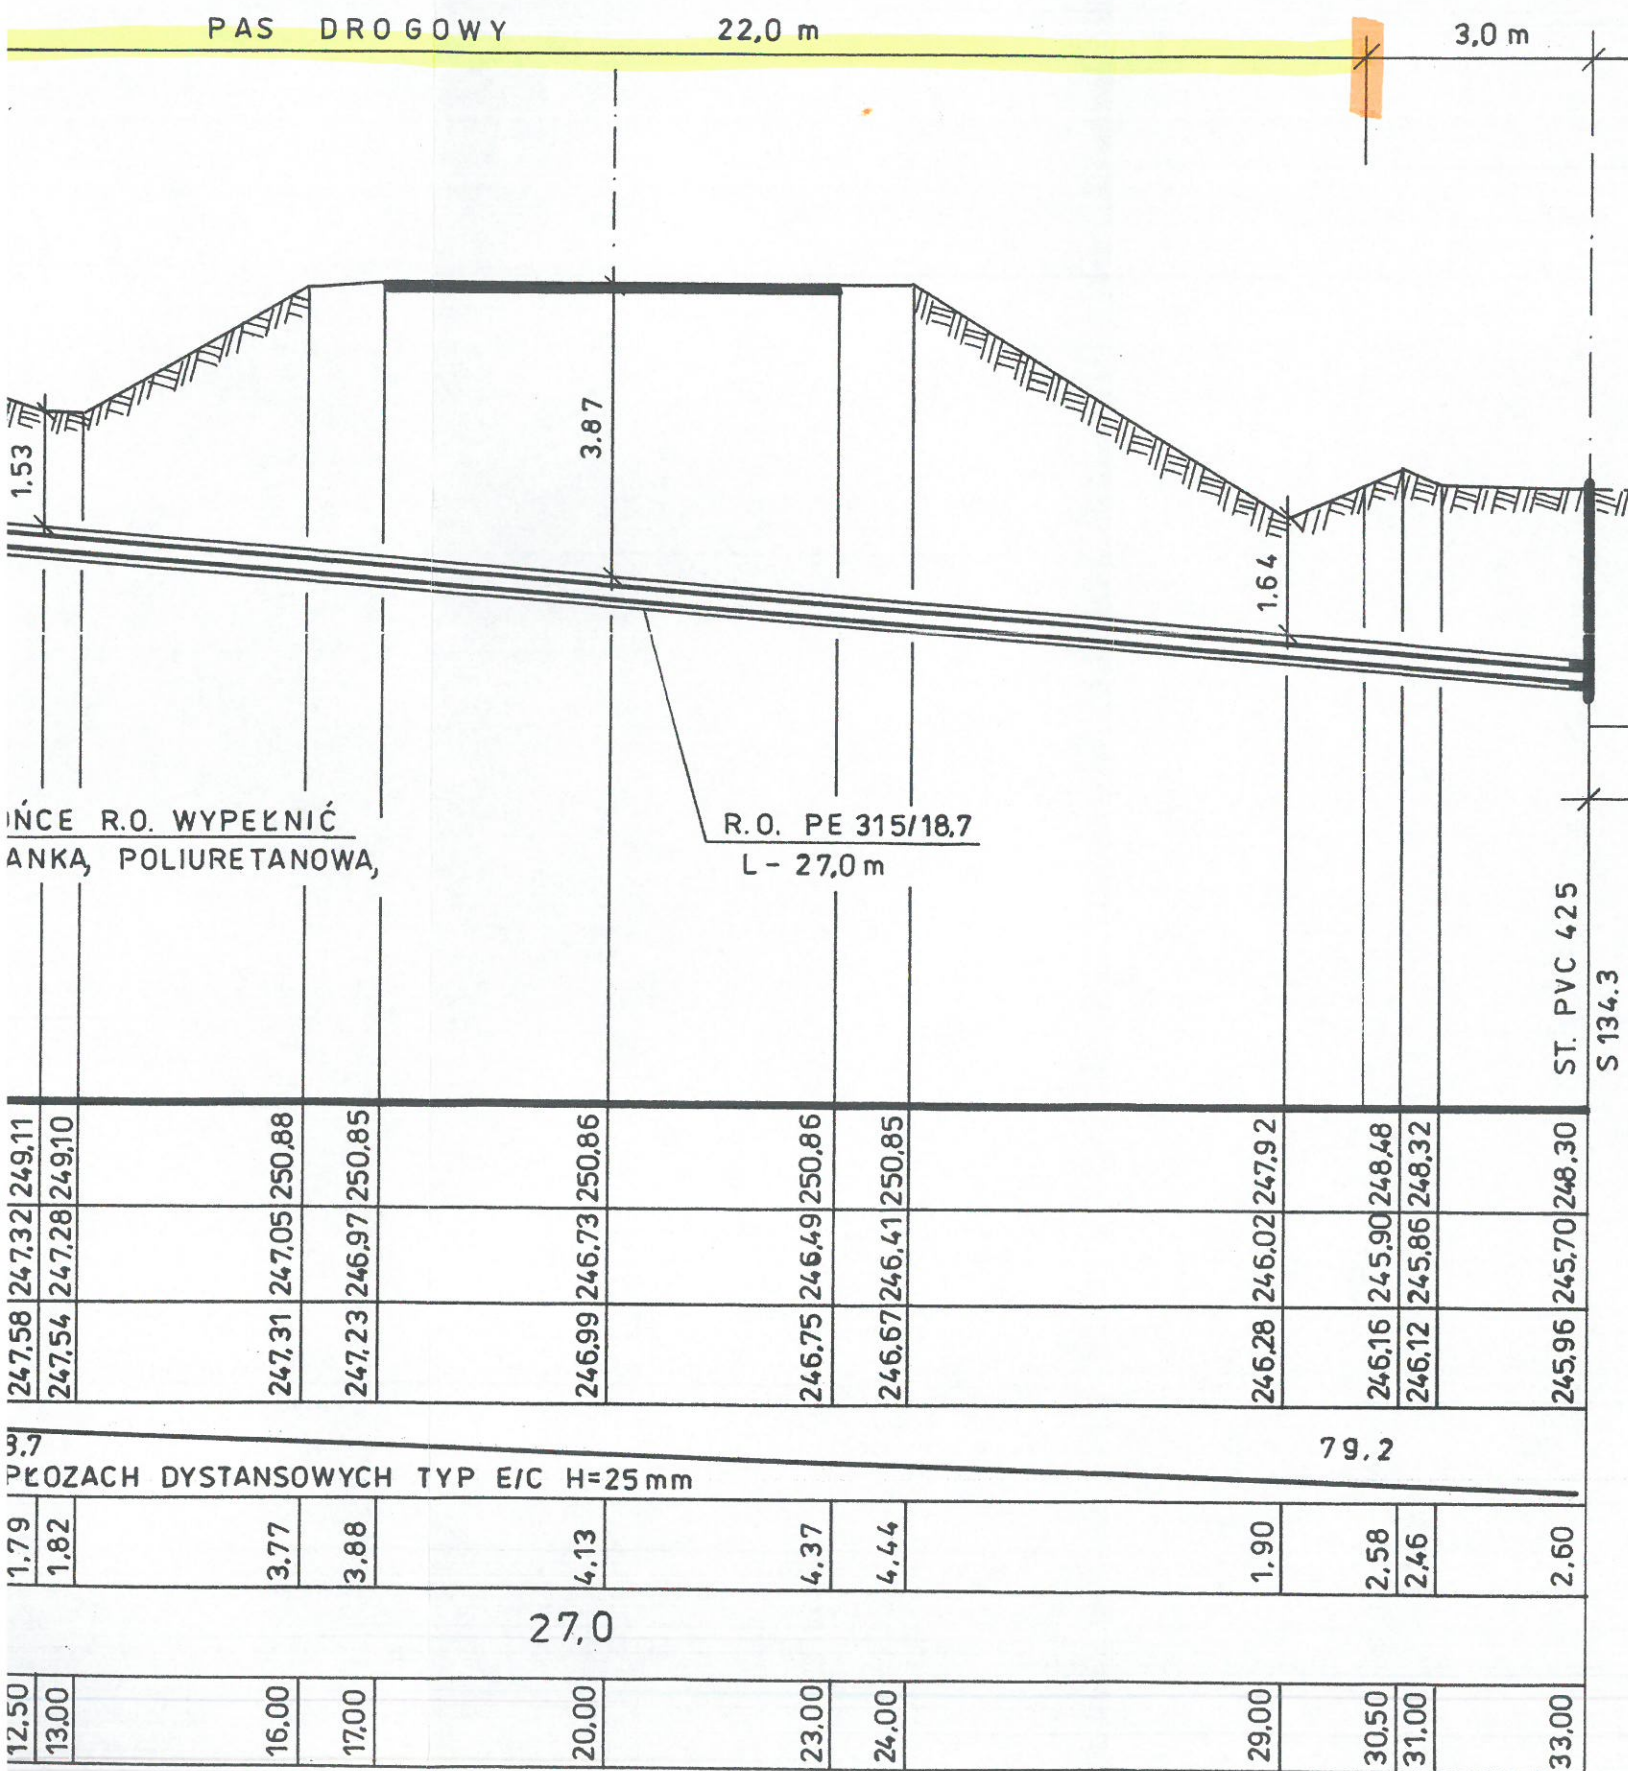 PAS DROGOWY 22,0 m 3,0 m
1.53
3.87
1.64
OŃCE R.O. WYPEŁNIĆ
ANKĄ POLIURETANOWĄ
R.O. PE 315/18,7
L - 27,0 m
ST. PVC 425
S 134.3
249,11 249,10 250,88 250,85 250,86 250,86 250,85 247,92 248,48 248,32 248,30
247,32 247,28 247,05 246,97 246,73 246,49 246,41 246,02 245,90 245,86 245,70
247,58 247,54 247,31 247,23 246,99 246,75 246,67 246,28 246,16 246,12 245,96
8.7 79,2
PŁOZACH DYSTANSOWYCH TYP E/C H=25mm
1,79 1,82 3,77 3,88 4,13 4,37 4,44 1,90 2,58 2,46 2,60
27,0
12,50 13,00 16,00 17,00 20,00 23,00 24,00 29,00 30,50 31,00 33,00